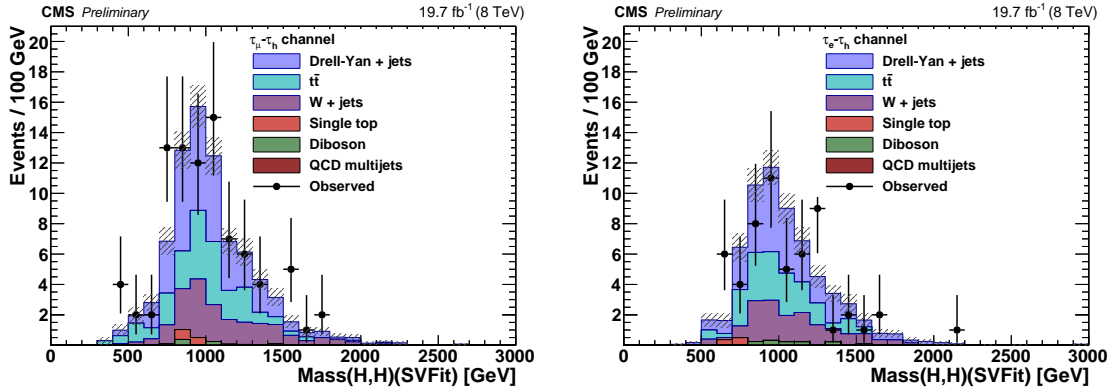 CMS Preliminary 19.7 fb⁻¹ (8 TeV)
Events / 100 GeV
20
18
16
14
12
10
8
6
4
2
τμ-τh channel
Drell-Yan + jets
tt̄
W + jets
Single top
Diboson
QCD multijets
Observed
0 500 1000 1500 2000 2500 3000
Mass(H,H)(SVFit) [GeV]
CMS Preliminary 19.7 fb⁻¹ (8 TeV)
Events / 100 GeV
20
18
16
14
12
10
8
6
4
2
τe-τh channel
Drell-Yan + jets
tt̄
W + jets
Single top
Diboson
QCD multijets
Observed
0 500 1000 1500 2000 2500 3000
Mass(H,H)(SVFit) [GeV]